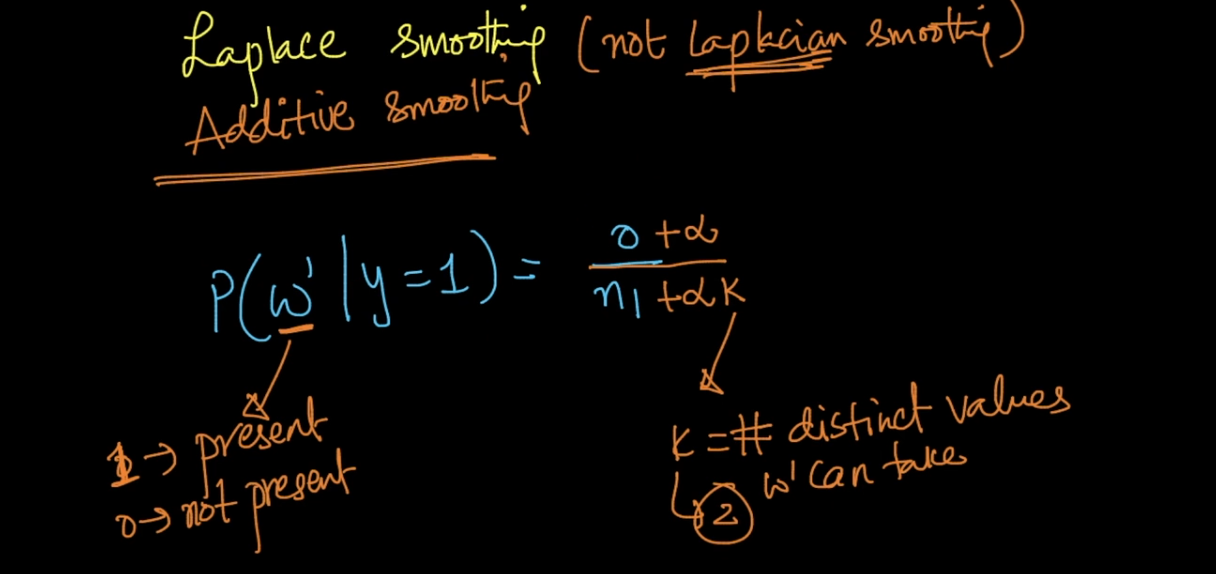 Laplace smoothing (not Laplacian smoothing)
Additive smoothing
P(w'|y=1) = 0+α / n₁+αK
1→ present
0→ not present
K = # distinct values
w' can take
2